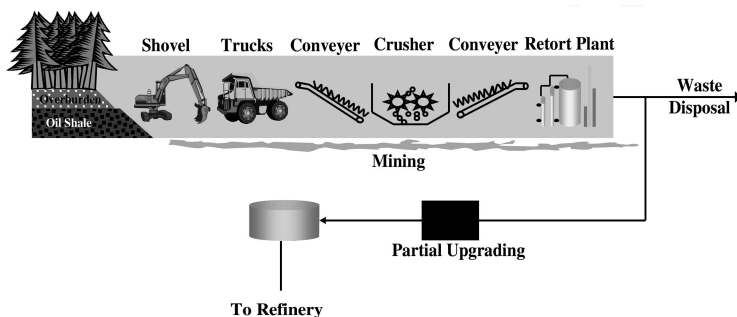 Shovel
Trucks
Conveyer
Crusher
Conveyer
Retort Plant
Overburden
Oil Shale
Waste
Disposal
Mining
Partial Upgrading
To Refinery